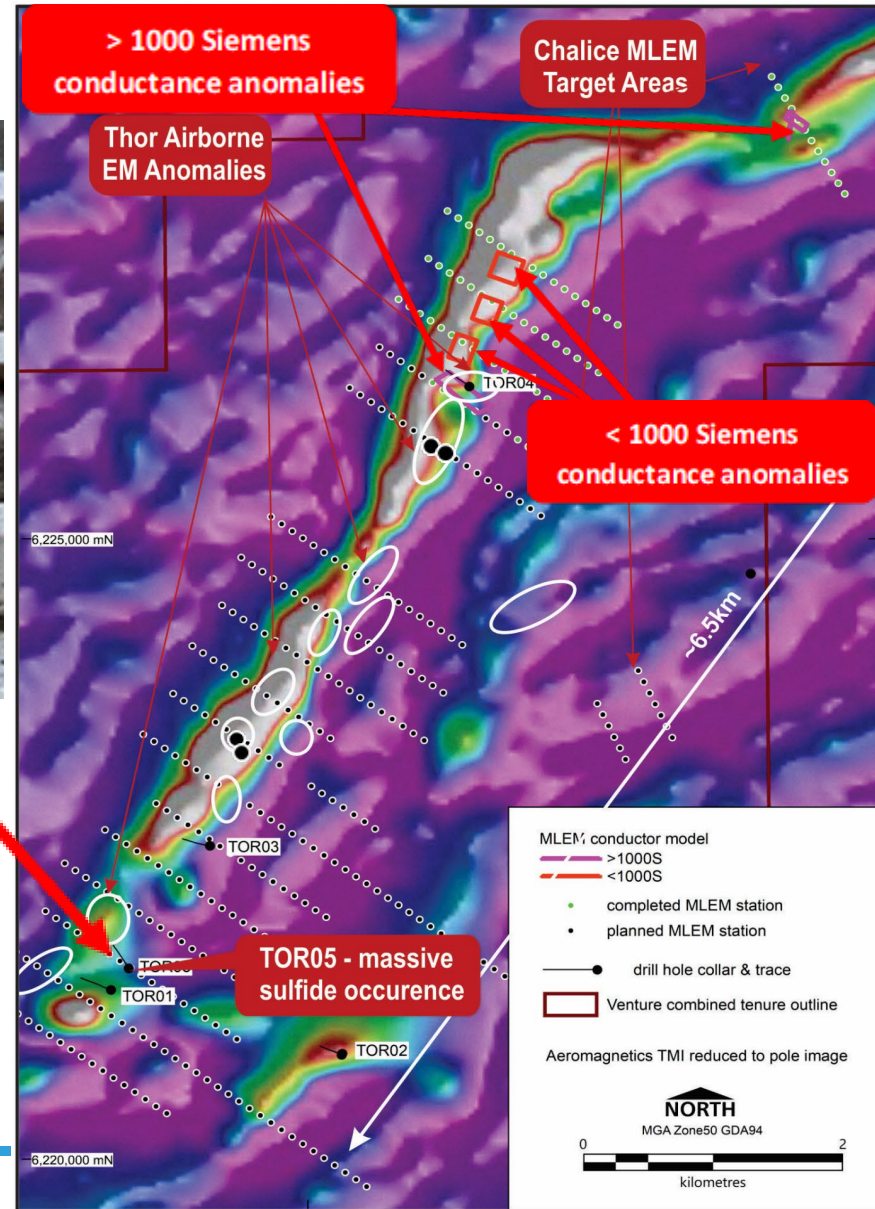 > 1000 Siemens
conductance anomalies
Chalice MLEM
Target Areas
Thor Airborne
EM Anomalies
TOR04
< 1000 Siemens
conductance anomalies
6,225,000 mN
~6.5km
TOR03
TOR05 - massive
sulfide occurence
TOR01
TOR02
6,220,000 mN
MLEM conductor model
>1000S
<1000S
completed MLEM station
planned MLEM station
drill hole collar & trace
Venture combined tenure outline
Aeromagnetics TMI reduced to pole image
NORTH
MGA Zone50 GDA94
0 2
kilometres